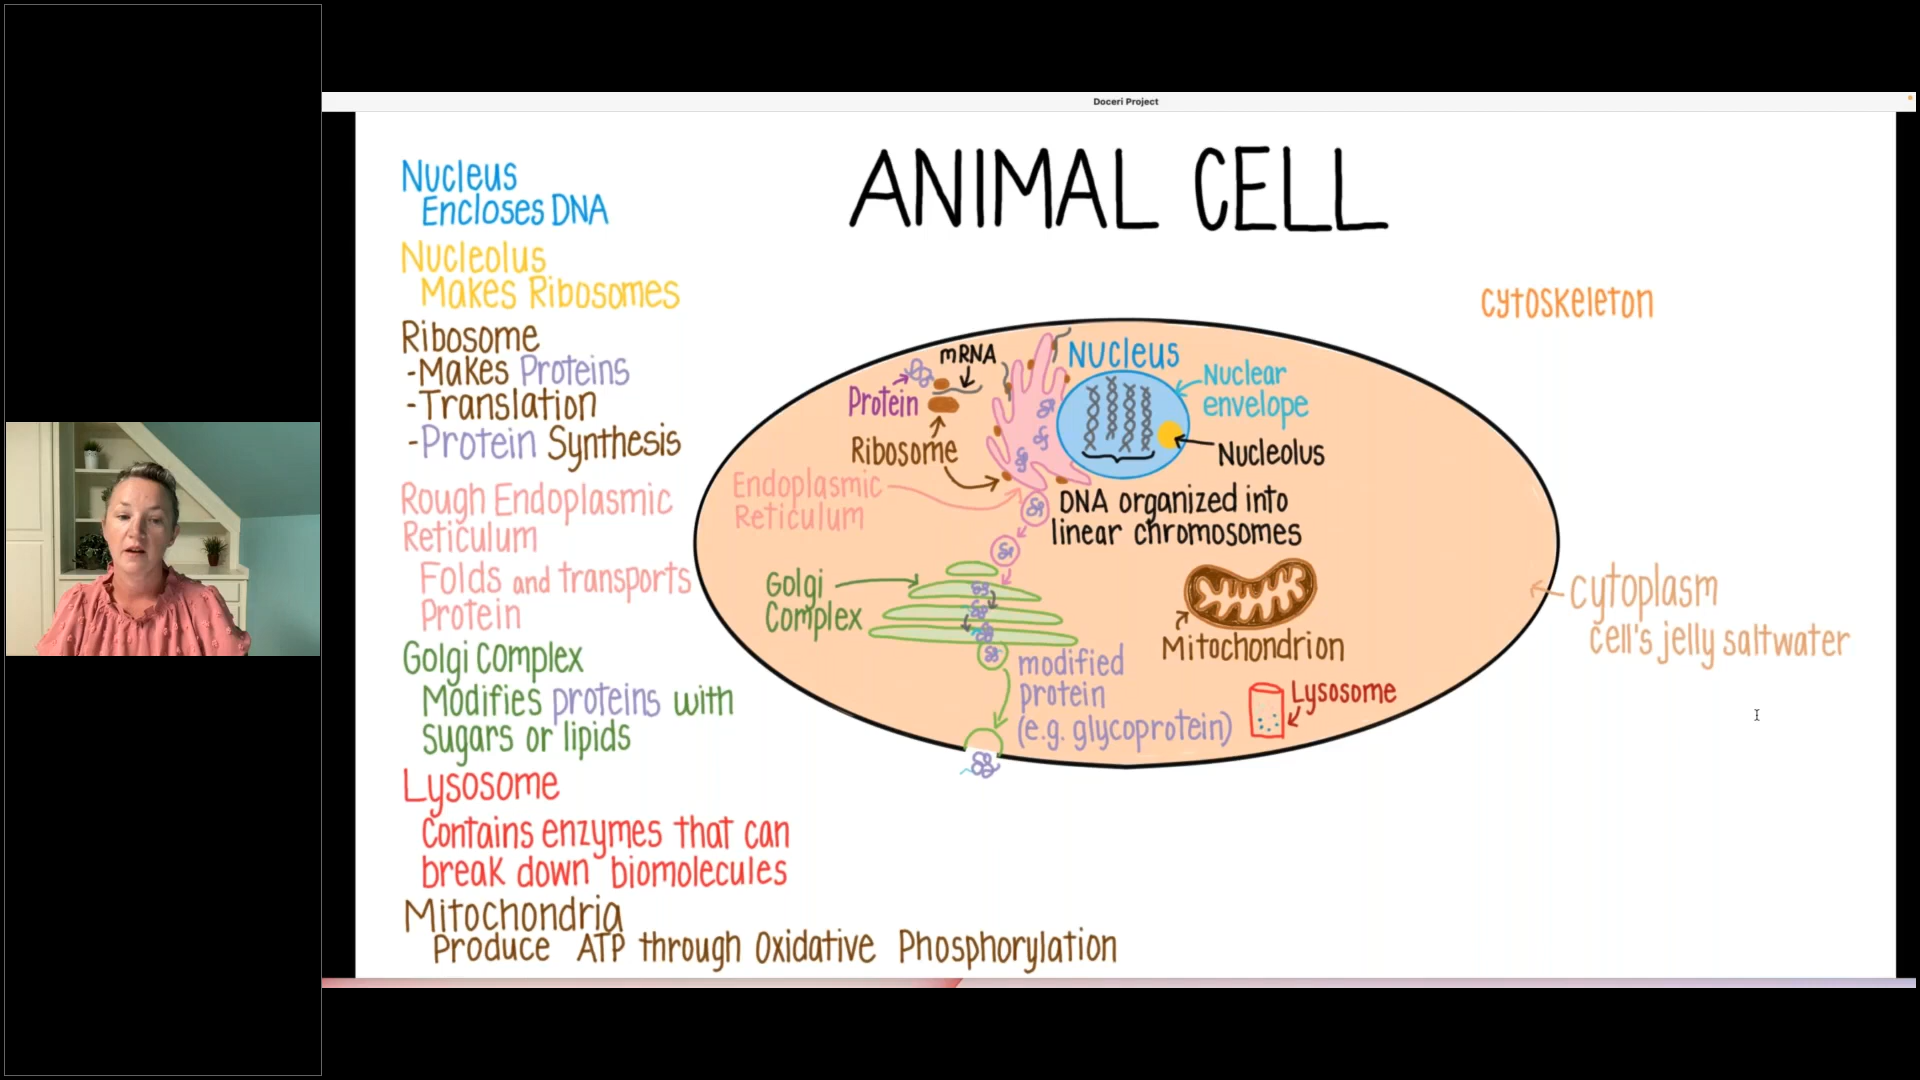 Doceri Project
ANIMAL CELL
Nucleus
Encloses DNA
Nucleolus
Makes Ribosomes
Ribosome
-Makes Proteins
-Translation
-Protein Synthesis
Rough Endoplasmic
Reticulum
Folds and transports
Protein
Golgi Complex
Modifies proteins with
sugars or lipids
Lysosome
Contains enzymes that can
break down biomolecules
Mitochondria
Produce ATP through Oxidative Phosphorylation
mRNA
Protein
Ribosome
Endoplasmic
Reticulum
Golgi
Complex
Nucleus
Nuclear
envelope
Nucleolus
DNA organized into
linear chromosomes
Mitochondrion
modified
protein
(e.g. glycoprotein)
Lysosome
cytoskeleton
cytoplasm
cell's jelly saltwater